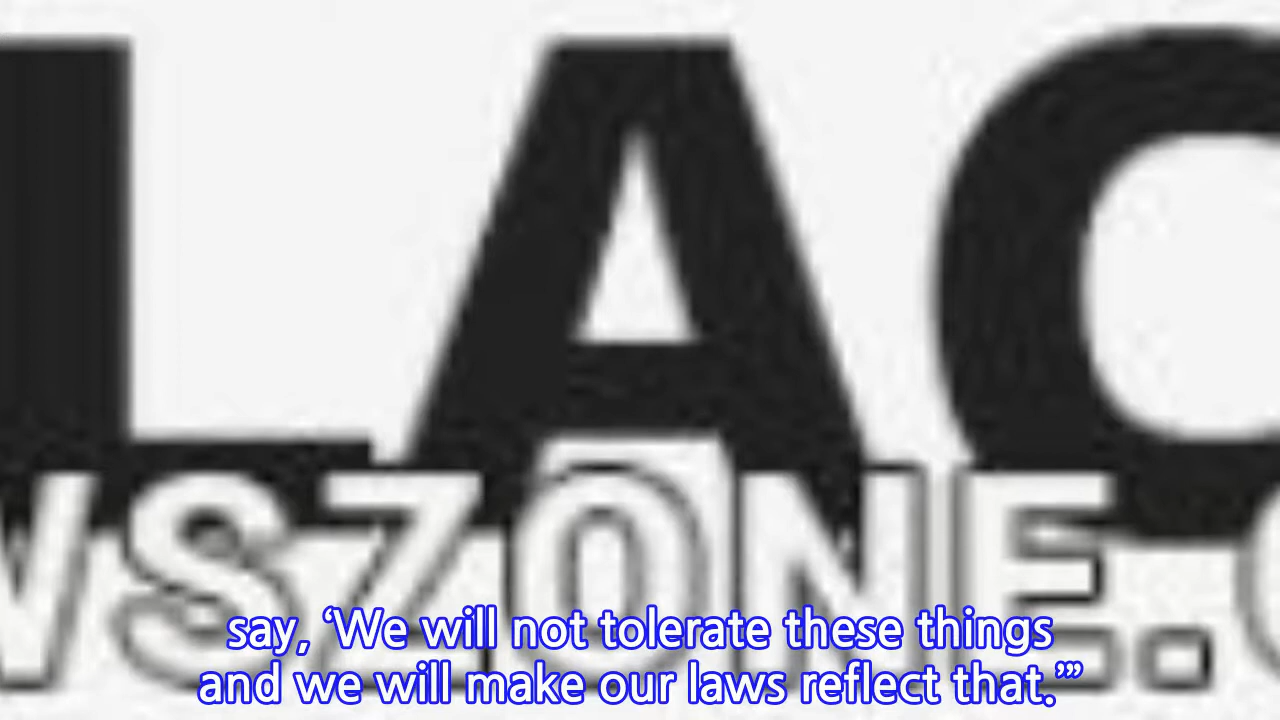 LAC
WSZONE.
say, ‘We will not tolerate these things
and we will make our laws reflect that.’”